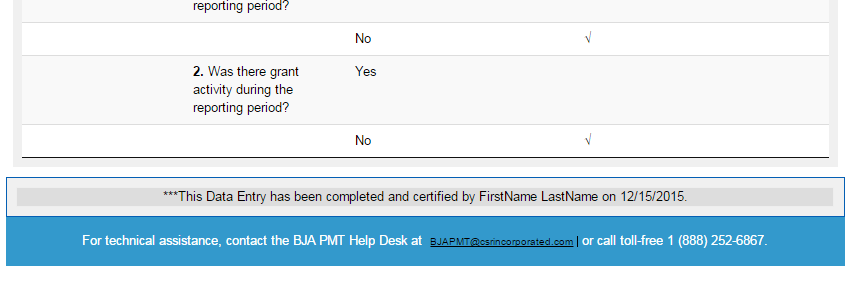 reporting period?
No √
2. Was there grant Yes
activity during the
reporting period?
No √
***This Data Entry has been completed and certified by FirstName LastName on 12/15/2015.
For technical assistance, contact the BJA PMT Help Desk at BJAPMT@csrincorporated.com | or call toll-free 1 (888) 252-6867.